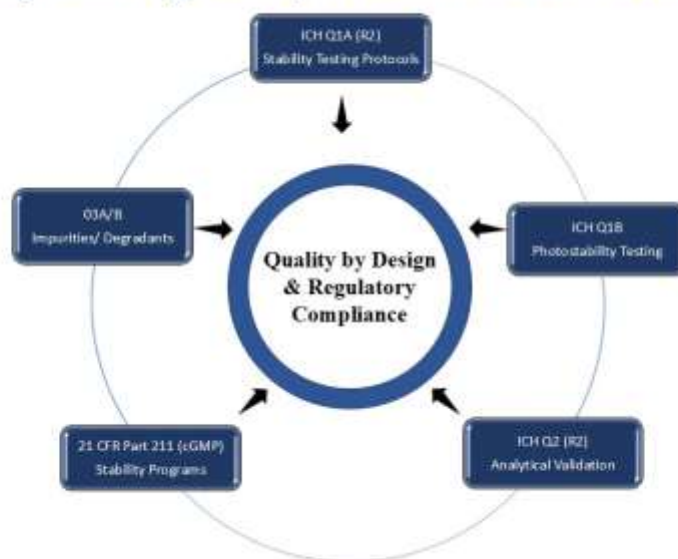 ICH Q1A (R2)
Stability Testing Protocols
03A/B
Impurities/ Degradants
ICH Q1B
Photostability Testing
Quality by Design
& Regulatory
Compliance
21 CFR Part 211 (cGMP)
Stability Programs
ICH Q2 (R2)
Analytical Validation